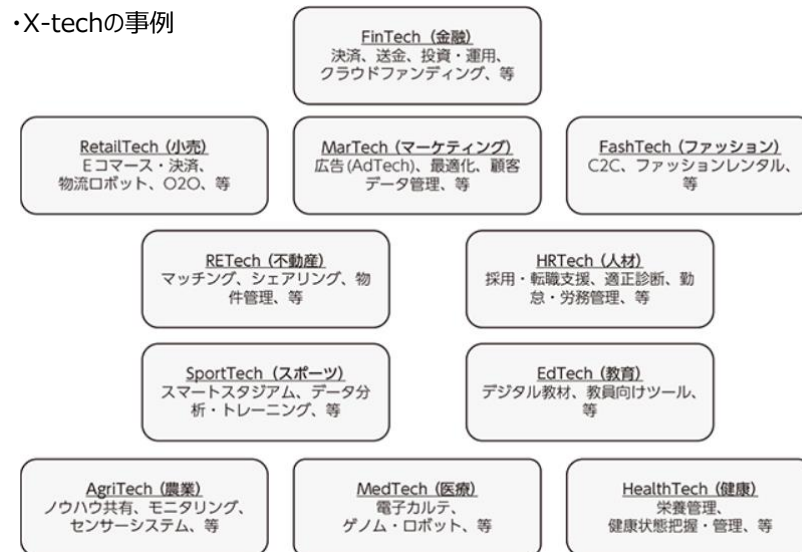 ・X-techの事例
FinTech（金融）
決済、送金、投資・運用、
クラウドファンディング、等
RetailTech（小売）
Eコマース・決済、
物流ロボット、O2O、等
MarTech（マーケティング）
広告(AdTech)、最適化、顧客
データ管理、等
FashTech（ファッション）
C2C、ファッションレンタル、
等
RETech（不動産）
マッチング、シェアリング、物
件管理、等
HRTech（人材）
採用・転職支援、適正診断、勤
怠・労務管理、等
SportTech（スポーツ）
スマートスタジアム、データ分
析・トレーニング、等
EdTech（教育）
デジタル教材、教員向けツール、
等
AgriTech（農業）
ノウハウ共有、モニタリング、
センサーシステム、等
MedTech（医療）
電子カルテ、
ゲノム・ロボット、等
HealthTech（健康）
栄養管理、
健康状態把握・管理、等